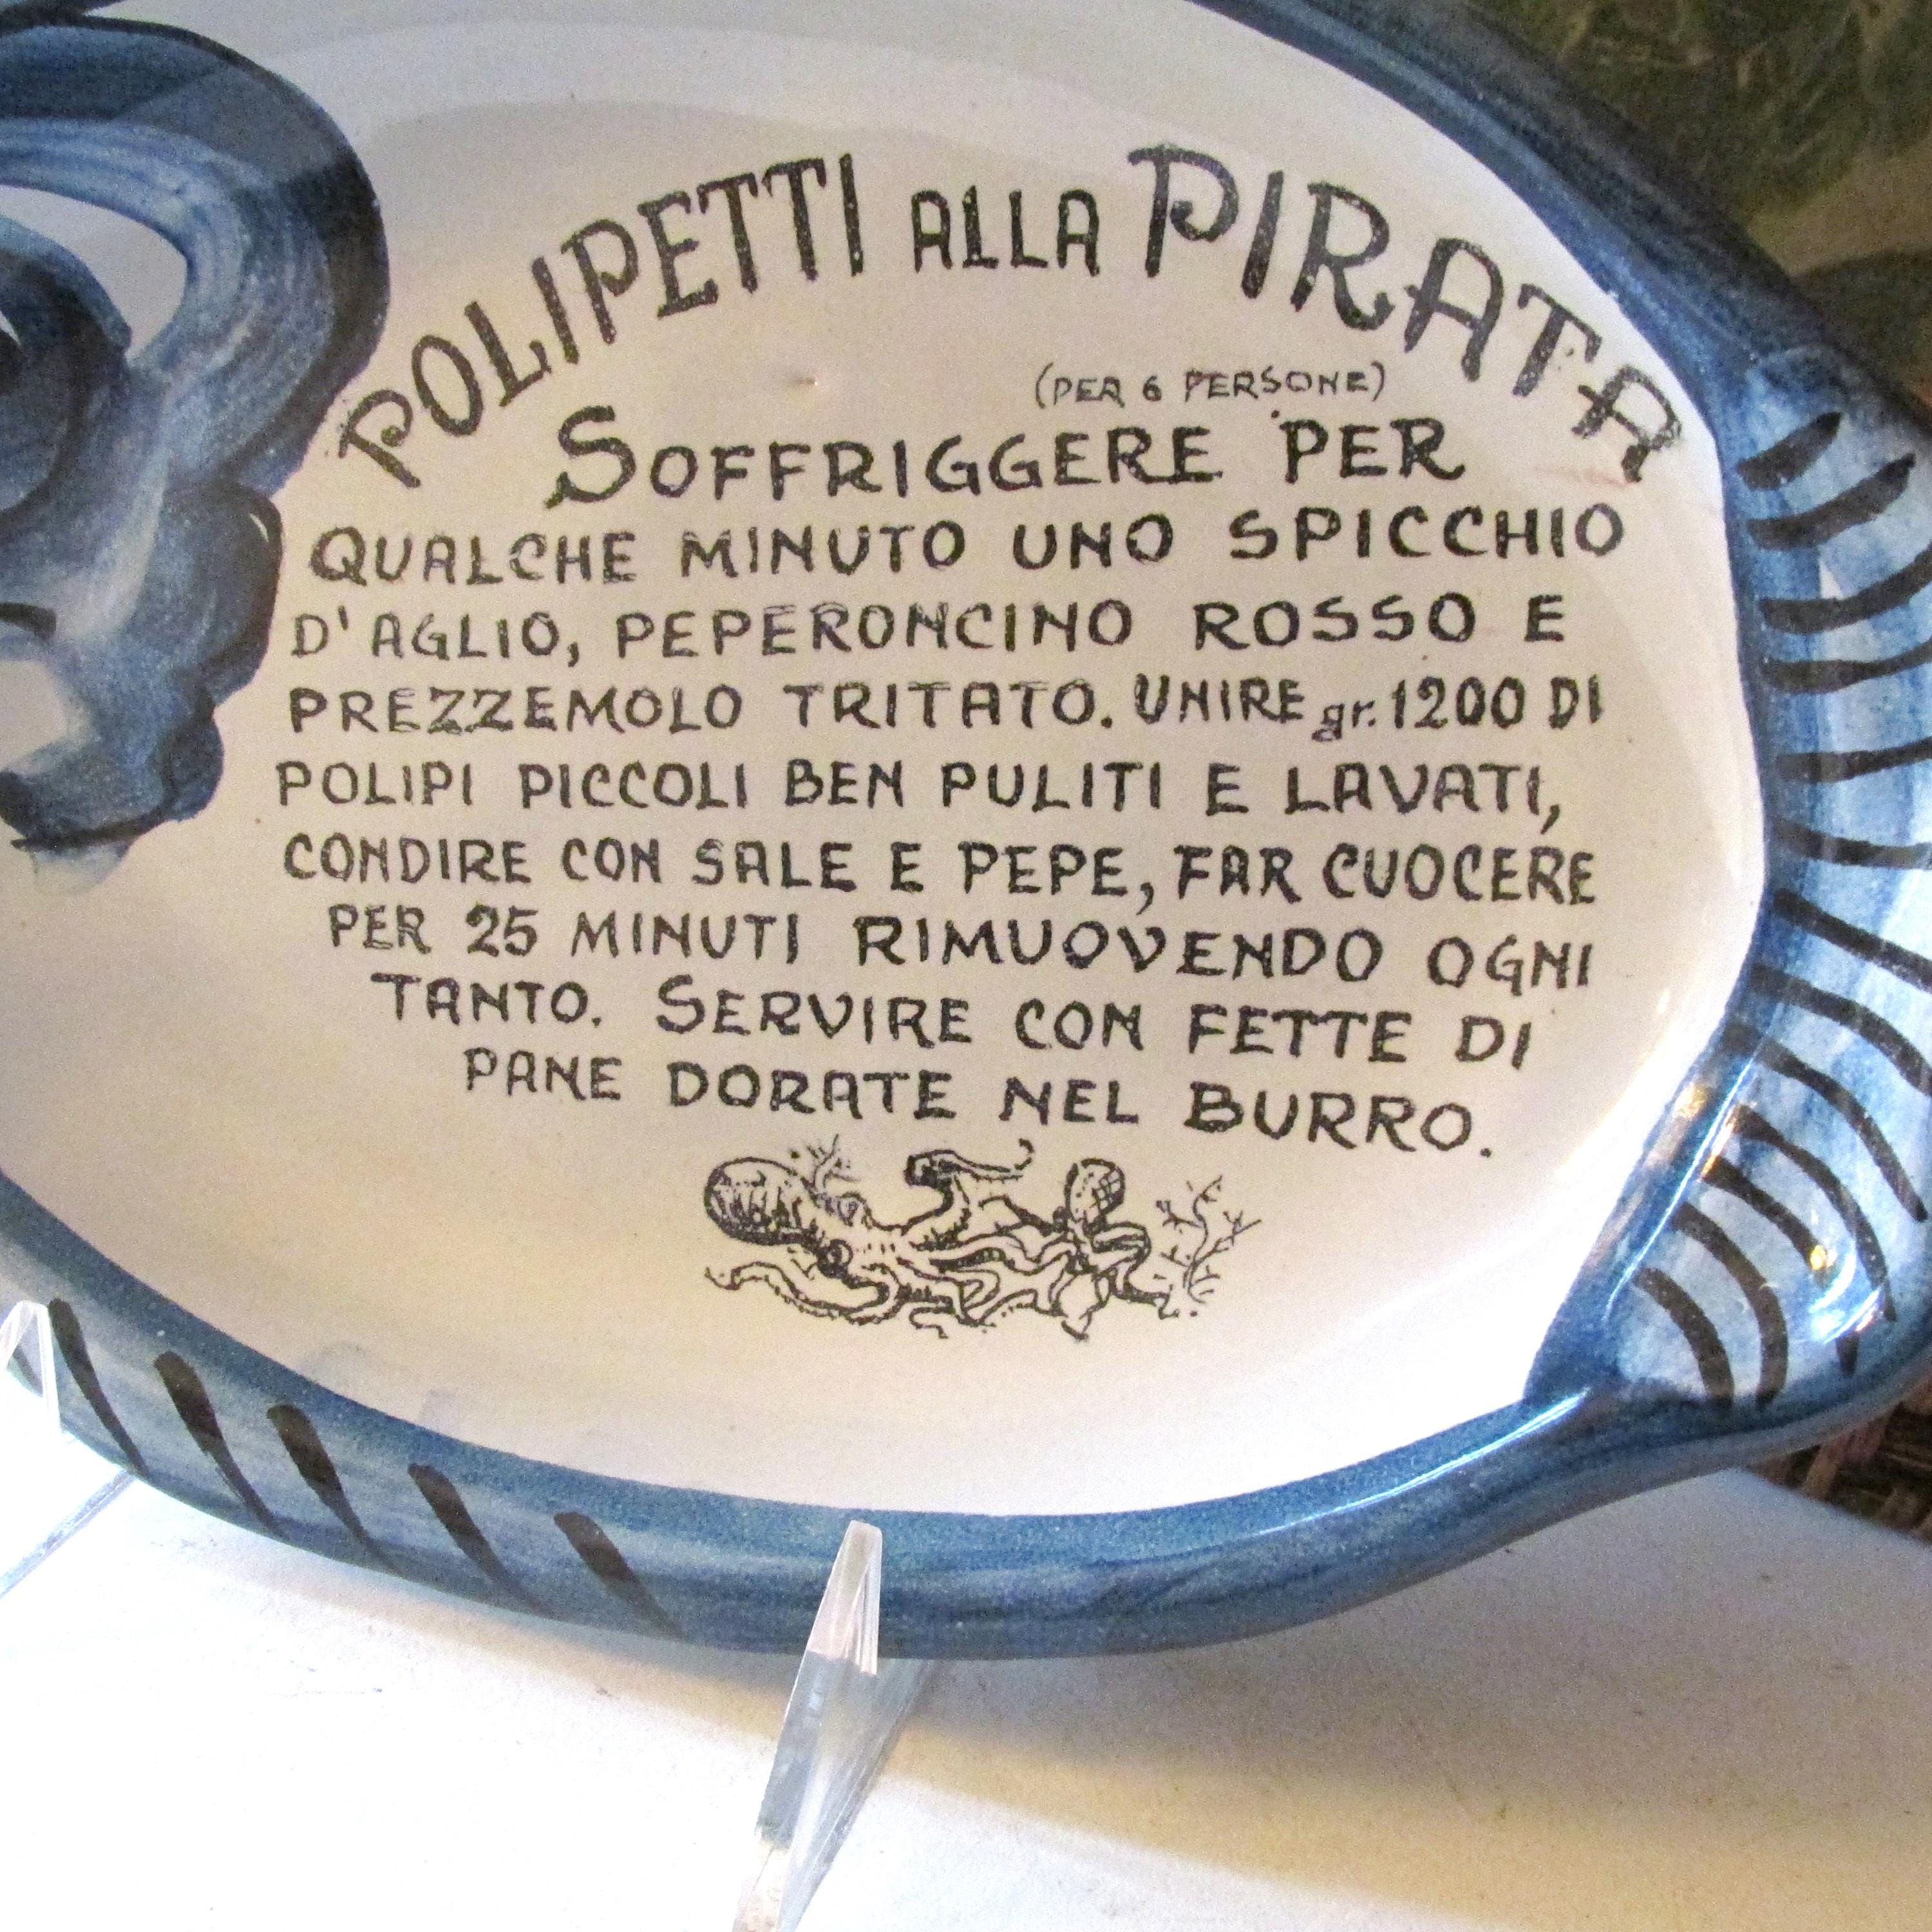 POLIPETTI ALLA PIRATA
(PER 6 PERSONE)
SOFFRIGGERE PER
QUALCHE MINUTO UNO SPICCHIO
D'AGLIO, PEPERONCINO ROSSO E
PREZZEMOLO TRITATO. UNIRE gr. 1200 DI
POLIPI PICCOLI BEN PULITI E LAVATI,
CONDIRE CON SALE E PEPE, FAR CUOCERE
PER 25 MINUTI RIMUOVENDO OGNI
TANTO. SERVIRE CON FETTE DI
PANE DORATE NEL BURRO.